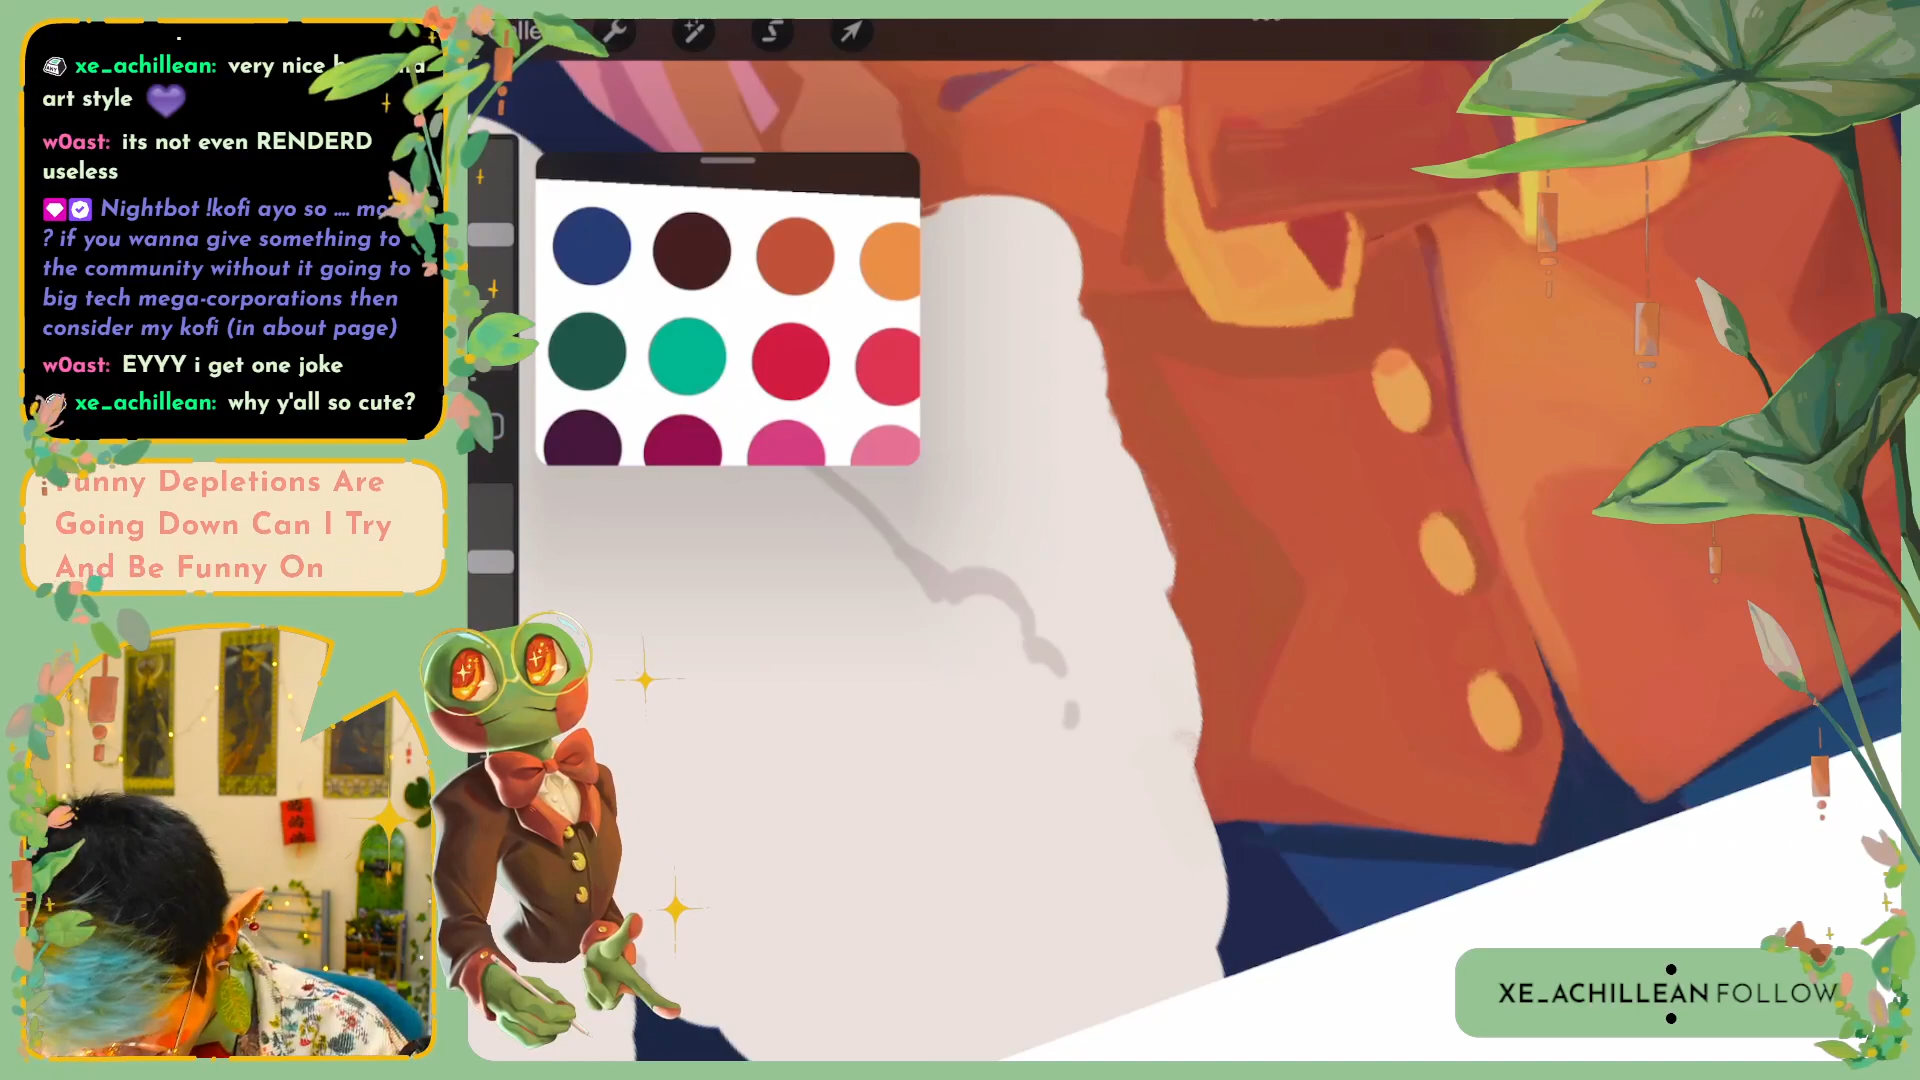 xe_achillean: very nice
art style
w0ast: its not even RENDERD
useless
Nightbot !kofi ayo so ....
? if you wanna give something to
the community without it going to
big tech mega-corporations then
consider my kofi (in about page)
w0ast: EYYY i get one joke
xe_achillean: why y'all so cute?
Funny Depletions Are
Going Down Can I Try
And Be Funny On
XE_ACHILLEAN FOLLOW